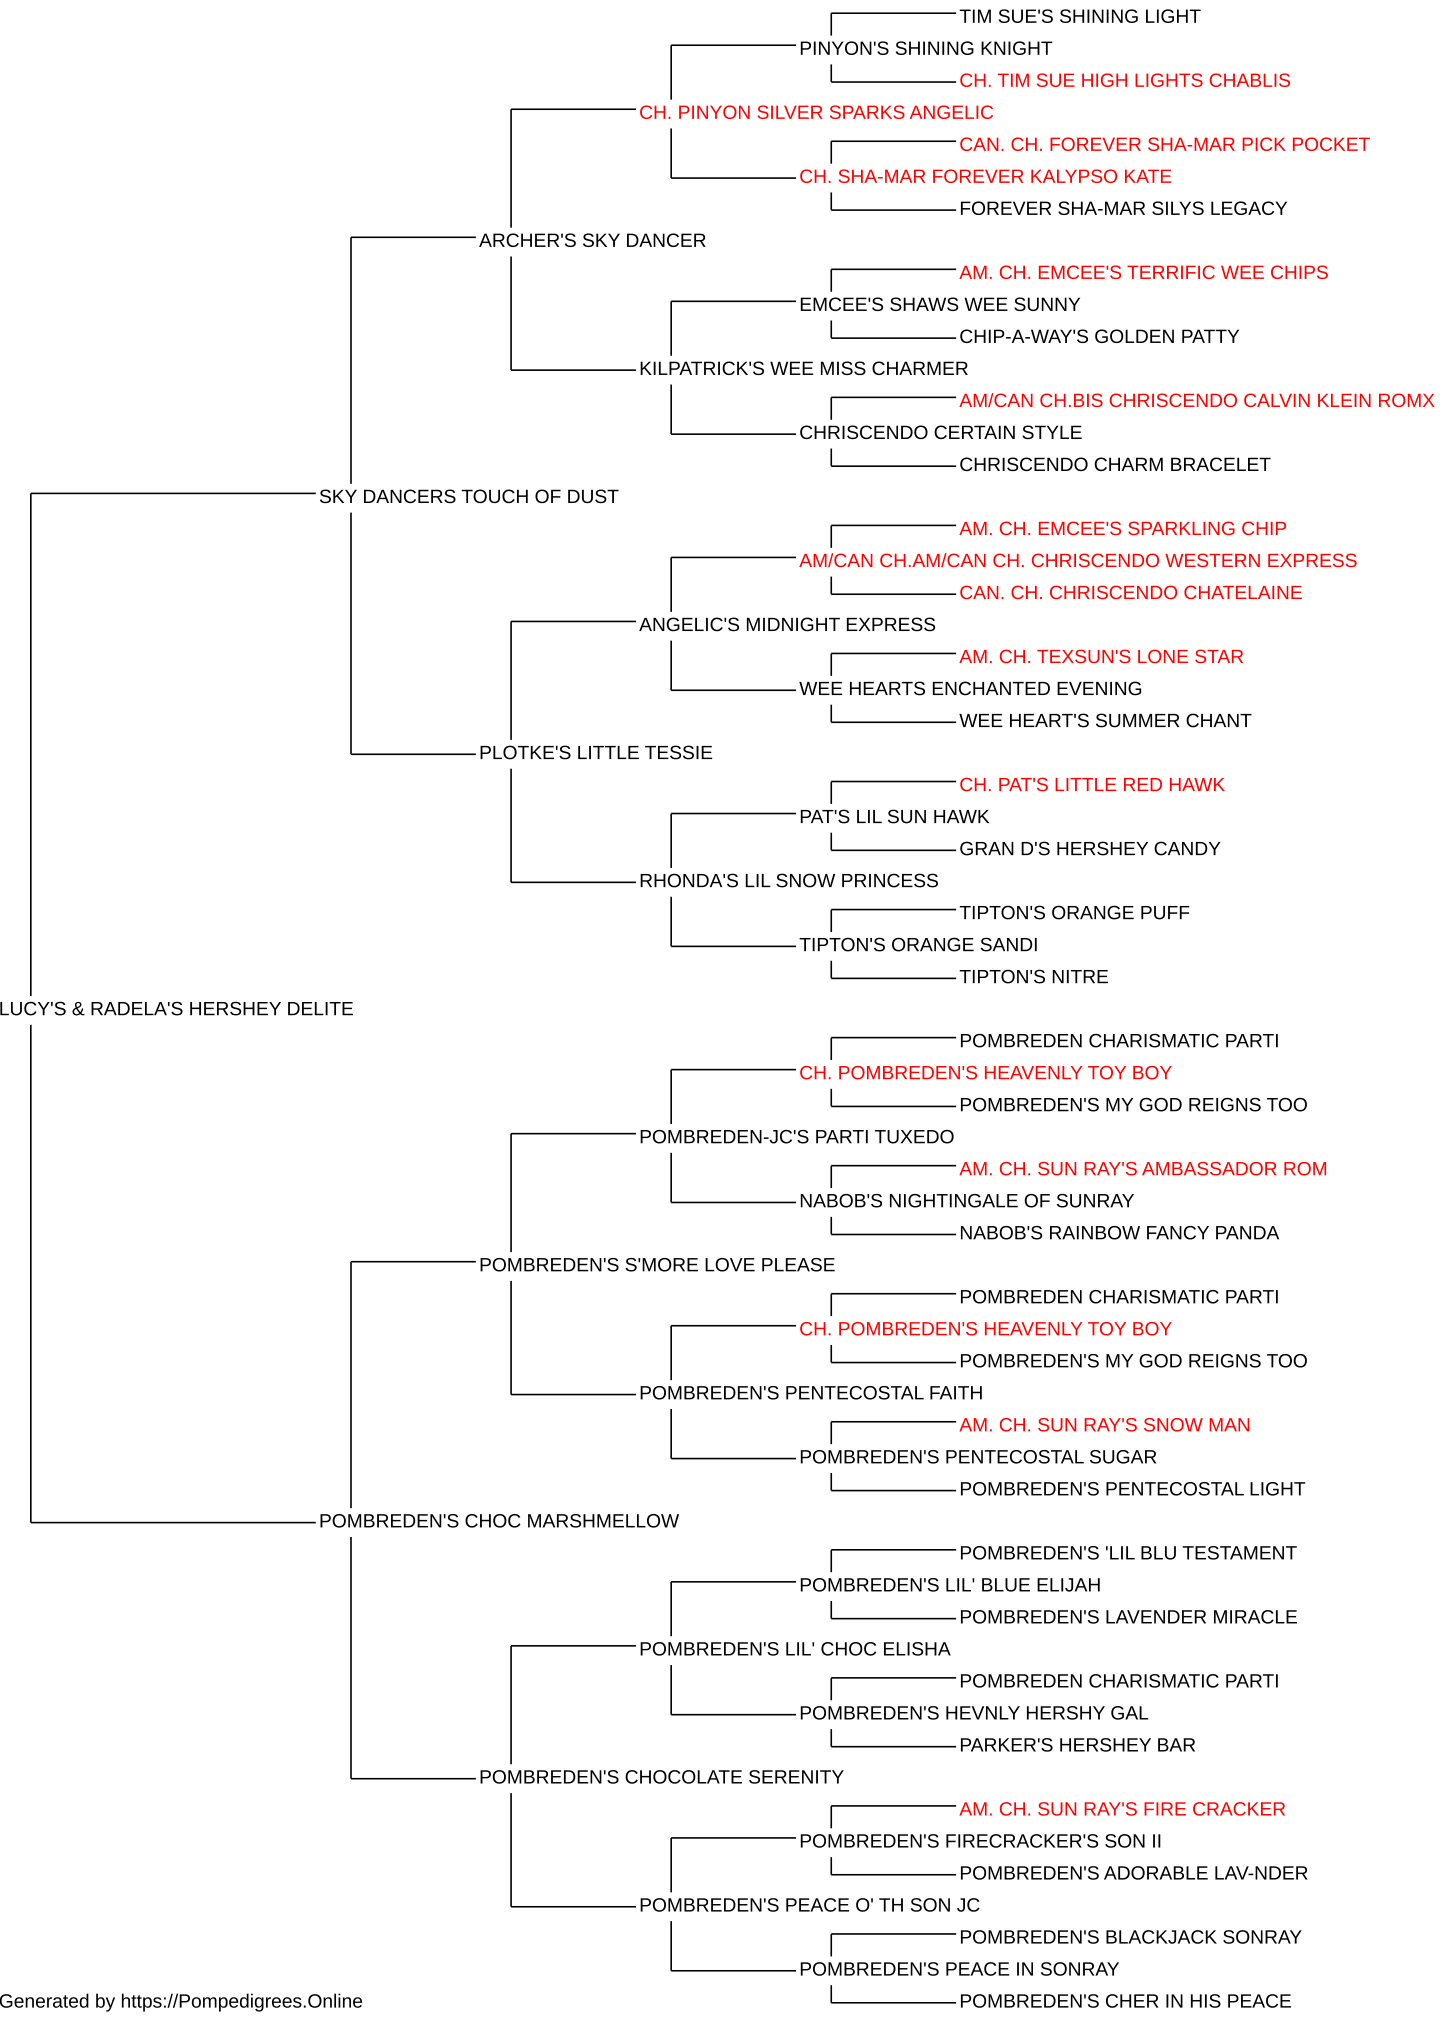 TIM SUE'S SHINING LIGHT
PINYON'S SHINING KNIGHT
CH. TIM SUE HIGH LIGHTS CHABLIS
CH. PINYON SILVER SPARKS ANGELIC
CAN. CH. FOREVER SHA-MAR PICK POCKET
CH. SHA-MAR FOREVER KALYPSO KATE
FOREVER SHA-MAR SILYS LEGACY
ARCHER'S SKY DANCER
AM. CH. EMCEE'S TERRIFIC WEE CHIPS
EMCEE'S SHAWS WEE SUNNY
CHIP-A-WAY'S GOLDEN PATTY
KILPATRICK'S WEE MISS CHARMER
AM/CAN CH.BIS CHRISCENDO CALVIN KLEIN ROMX
CHRISCENDO CERTAIN STYLE
CHRISCENDO CHARM BRACELET
SKY DANCERS TOUCH OF DUST
AM. CH. EMCEE'S SPARKLING CHIP
AM/CAN CH.AM/CAN CH. CHRISCENDO WESTERN EXPRESS
CAN. CH. CHRISCENDO CHATELAINE
ANGELIC'S MIDNIGHT EXPRESS
AM. CH. TEXSUN'S LONE STAR
WEE HEARTS ENCHANTED EVENING
WEE HEART'S SUMMER CHANT
PLOTKE'S LITTLE TESSIE
CH. PAT'S LITTLE RED HAWK
PAT'S LIL SUN HAWK
GRAN D'S HERSHEY CANDY
RHONDA'S LIL SNOW PRINCESS
TIPTON'S ORANGE PUFF
TIPTON'S ORANGE SANDI
TIPTON'S NITRE
LUCY'S & RADELA'S HERSHEY DELITE
POMBREDEN CHARISMATIC PARTI
CH. POMBREDEN'S HEAVENLY TOY BOY
POMBREDEN'S MY GOD REIGNS TOO
POMBREDEN-JC'S PARTI TUXEDO
AM. CH. SUN RAY'S AMBASSADOR ROM
NABOB'S NIGHTINGALE OF SUNRAY
NABOB'S RAINBOW FANCY PANDA
POMBREDEN'S S'MORE LOVE PLEASE
POMBREDEN CHARISMATIC PARTI
CH. POMBREDEN'S HEAVENLY TOY BOY
POMBREDEN'S MY GOD REIGNS TOO
POMBREDEN'S PENTECOSTAL FAITH
AM. CH. SUN RAY'S SNOW MAN
POMBREDEN'S PENTECOSTAL SUGAR
POMBREDEN'S PENTECOSTAL LIGHT
POMBREDEN'S CHOC MARSHMELLOW
POMBREDEN'S 'LIL BLU TESTAMENT
POMBREDEN'S LIL' BLUE ELIJAH
POMBREDEN'S LAVENDER MIRACLE
POMBREDEN'S LIL' CHOC ELISHA
POMBREDEN CHARISMATIC PARTI
POMBREDEN'S HEVNLY HERSHY GAL
PARKER'S HERSHEY BAR
POMBREDEN'S CHOCOLATE SERENITY
AM. CH. SUN RAY'S FIRE CRACKER
POMBREDEN'S FIRECRACKER'S SON II
POMBREDEN'S ADORABLE LAV-NDER
POMBREDEN'S PEACE O' TH SON JC
POMBREDEN'S BLACKJACK SONRAY
POMBREDEN'S PEACE IN SONRAY
POMBREDEN'S CHER IN HIS PEACE
Generated by https://Pompedigrees.Online